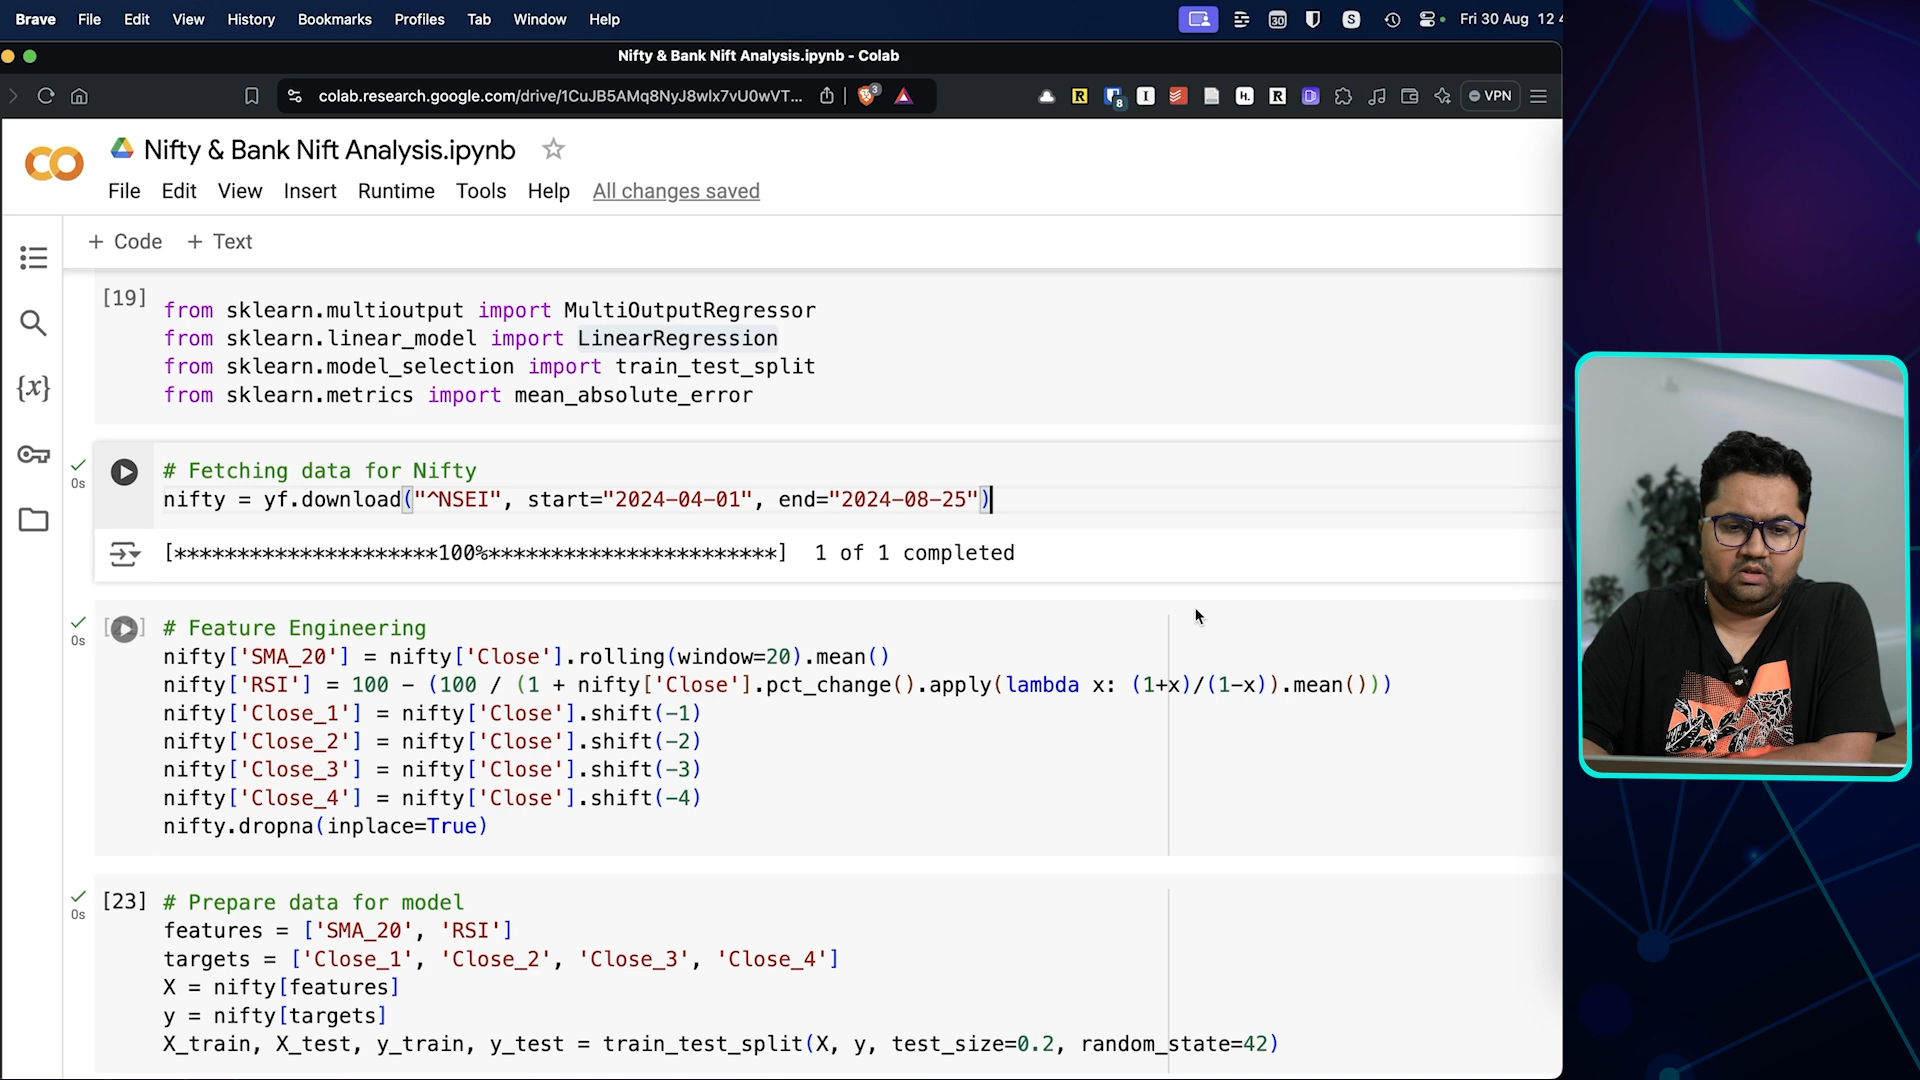 Brave File Edit View History Bookmarks Profiles Tab Window Help 30 S Fri 30 Aug 12
Nifty & Bank Nift Analysis.ipynb - Colab
colab.research.google.com/drive/1CuJB5AMq8NyJ8wIx7vU0wVT... 3 R 8 I h. R VPN
Nifty & Bank Nift Analysis.ipynb
File Edit View Insert Runtime Tools Help All changes saved
+ Code + Text
[19]
from sklearn.multioutput import MultiOutputRegressor
from sklearn.linear_model import LinearRegression
from sklearn.model_selection import train_test_split
from sklearn.metrics import mean_absolute_error
{x}
0s
# Fetching data for Nifty
nifty = yf.download("^NSEI", start="2024-04-01", end="2024-08-25")
[*********************100%***********************] 1 of 1 completed
0s
# Feature Engineering
nifty['SMA_20'] = nifty['Close'].rolling(window=20).mean()
nifty['RSI'] = 100 - (100 / (1 + nifty['Close'].pct_change().apply(lambda x: (1+x)/(1-x)).mean()))
nifty['Close_1'] = nifty['Close'].shift(-1)
nifty['Close_2'] = nifty['Close'].shift(-2)
nifty['Close_3'] = nifty['Close'].shift(-3)
nifty['Close_4'] = nifty['Close'].shift(-4)
nifty.dropna(inplace=True)
0s
[23] # Prepare data for model
features = ['SMA_20', 'RSI']
targets = ['Close_1', 'Close_2', 'Close_3', 'Close_4']
X = nifty[features]
y = nifty[targets]
X_train, X_test, y_train, y_test = train_test_split(X, y, test_size=0.2, random_state=42)